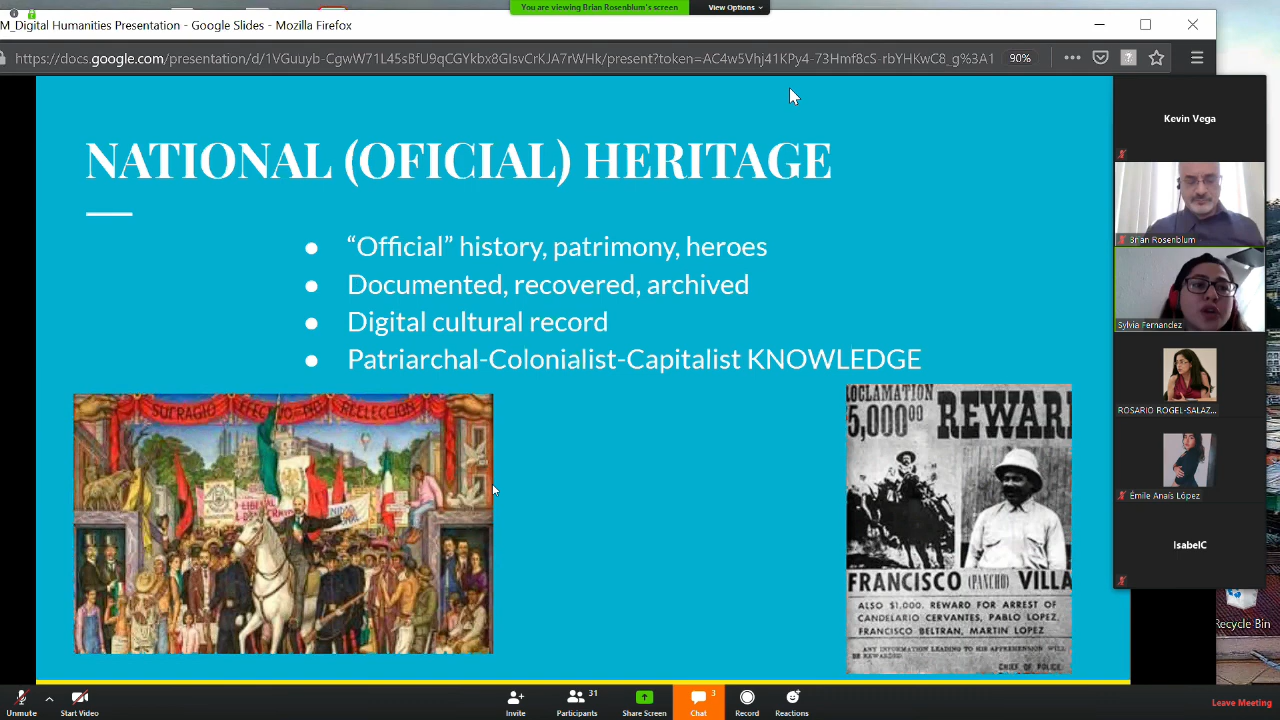 You are viewing Brian Rosenblum's screen
View Options
M_Digital Humanities Presentation - Google Slides - Mozilla Firefox
https://docs.google.com/presentation/d/1VGuuyb-CgwW71L45sBfU9qCGYkbx8GIsvCrKJA7rWHk/present?token=AC4w5Vhj41KPy4-73Hmf8cS-rbYHKwC8_g%3A1
90%
NATIONAL (OFICIAL) HERITAGE
● “Official” history, patrimony, heroes
● Documented, recovered, archived
● Digital cultural record
● Patriarchal-Colonialist-Capitalist KNOWLEDGE
SUFRAGIO EFECTIVO-NO REELECCION
OCLAMATION
5,000.00 REWAR
FRANCISCO (PANCHO) VILLA
ALSO $1,000. REWARD FOR ARREST OF
CANDELARIO CERVANTES, PABLO LOPEZ,
FRANCISCO BELTRAN, MARTIN LOPEZ
ANY INFORMATION LEADING TO HIS APPREHENSION WILL
BE REWARDED.
CHIEF OF POLICE
Kevin Vega
Brian Rosenblum
Sylvia Fernandez
ROSARIO ROGEL-SALAZ...
Émile Anaís López
IsabelC
Recycle Bin
Unmute
Start Video
Invite
Participants 31
Share Screen
Chat 3
Record
Reactions
Leave Meeting